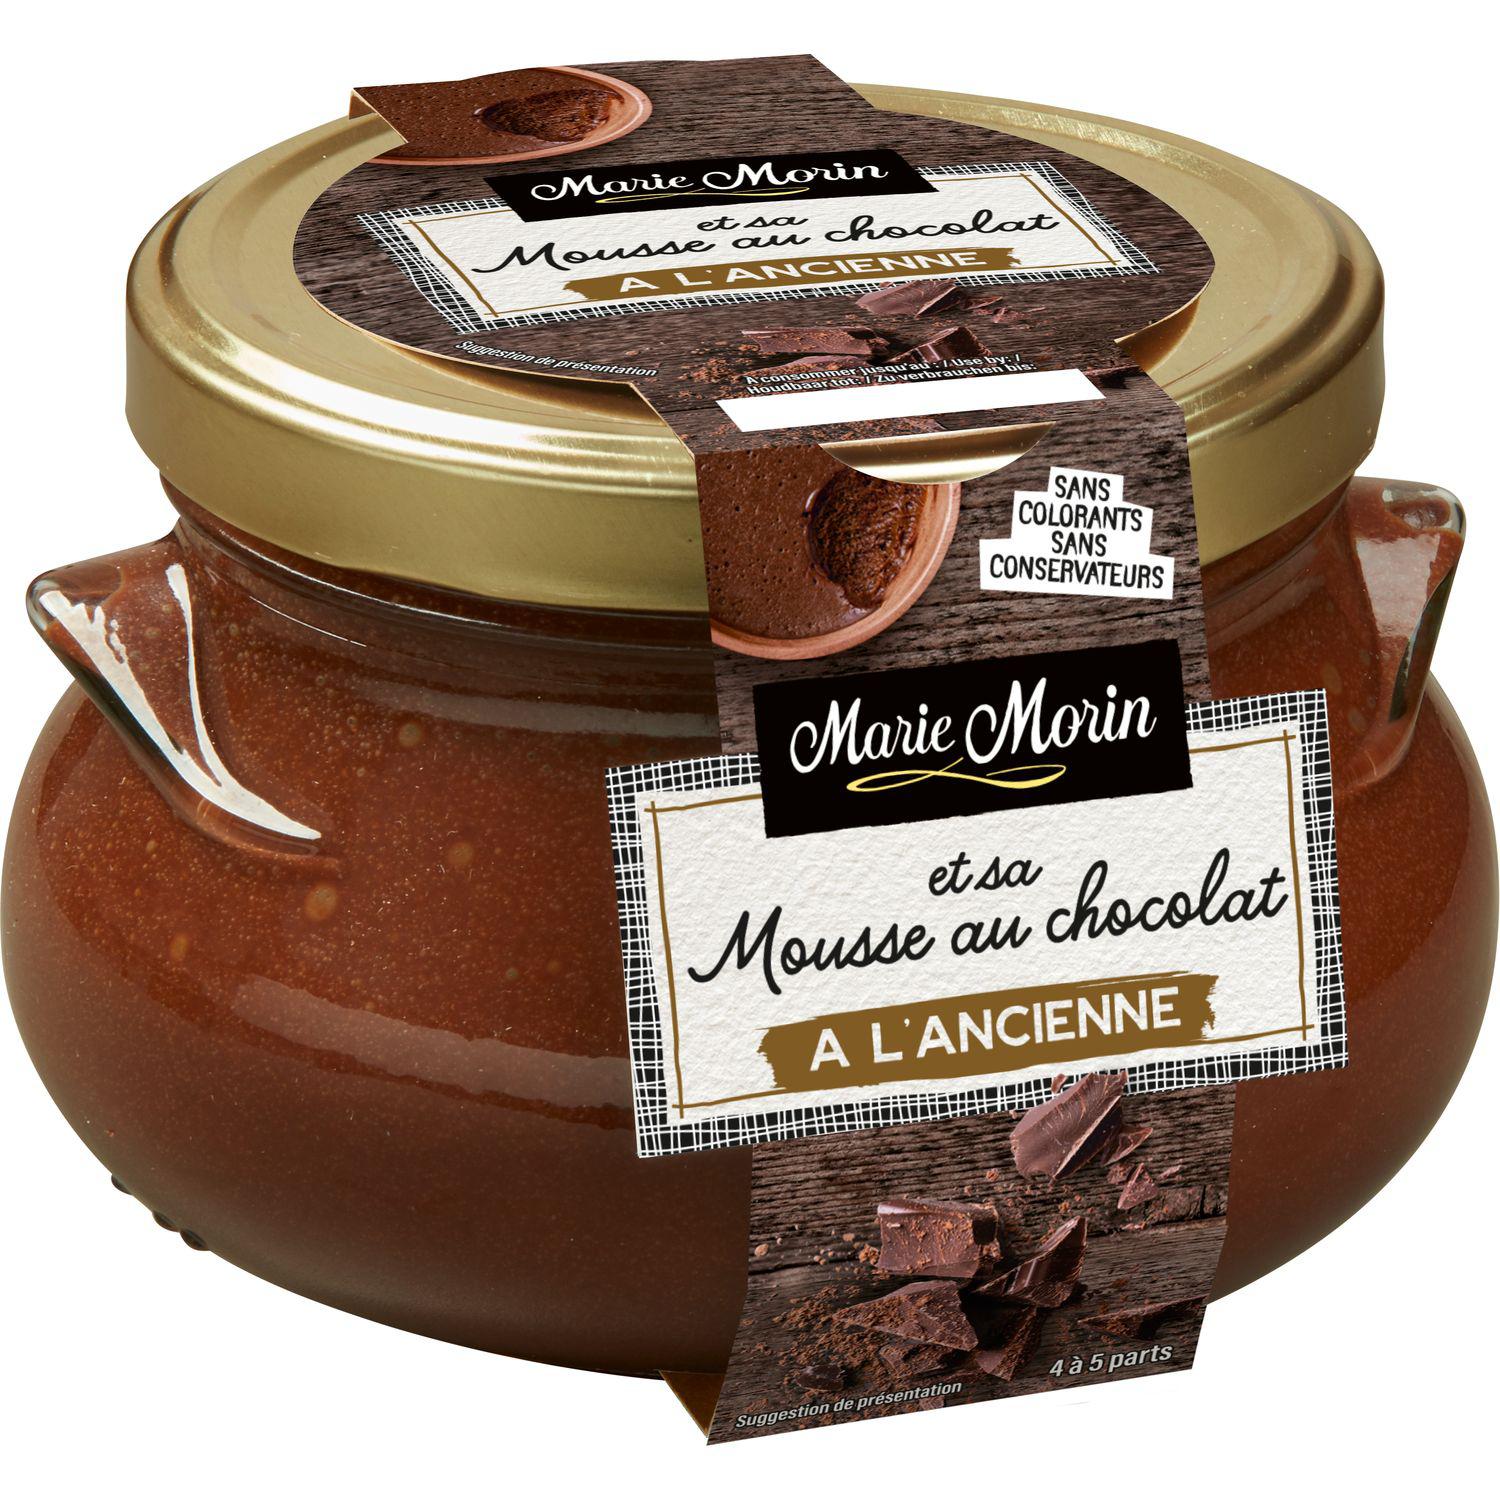 Marie Morin
et sa
Mousse au chocolat
A L'ANCIENNE
Suggestion de présentation
A consommer jusqu'au : / Use by: /
Houdbaar tot: / Zu verbrauchen bis:
SANS
COLORANTS
SANS
CONSERVATEURS
Marie Morin
et sa
Mousse au chocolat
A L'ANCIENNE
4 à 5 parts
Suggestion de présentation